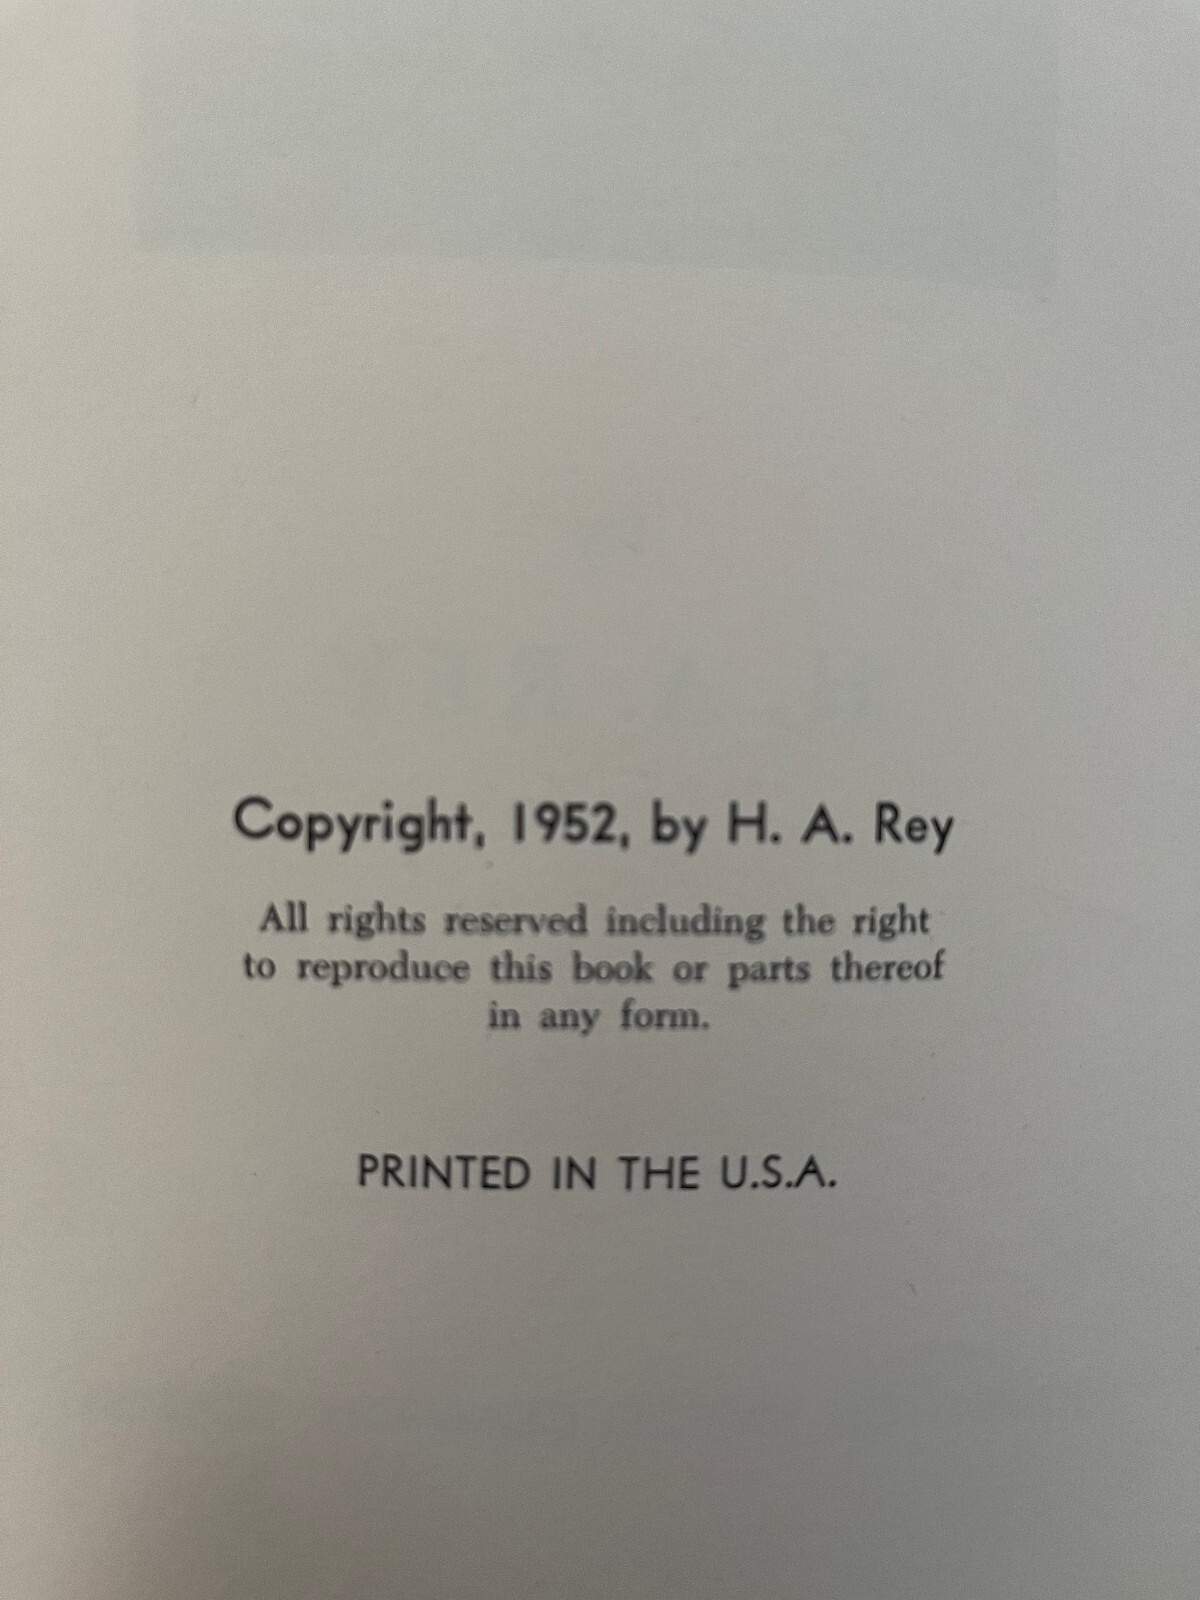 Copyright, 1952, by H. A. Rey
All rights reserved including the right
to reproduce this book or parts thereof
in any form.
PRINTED IN THE U.S.A.